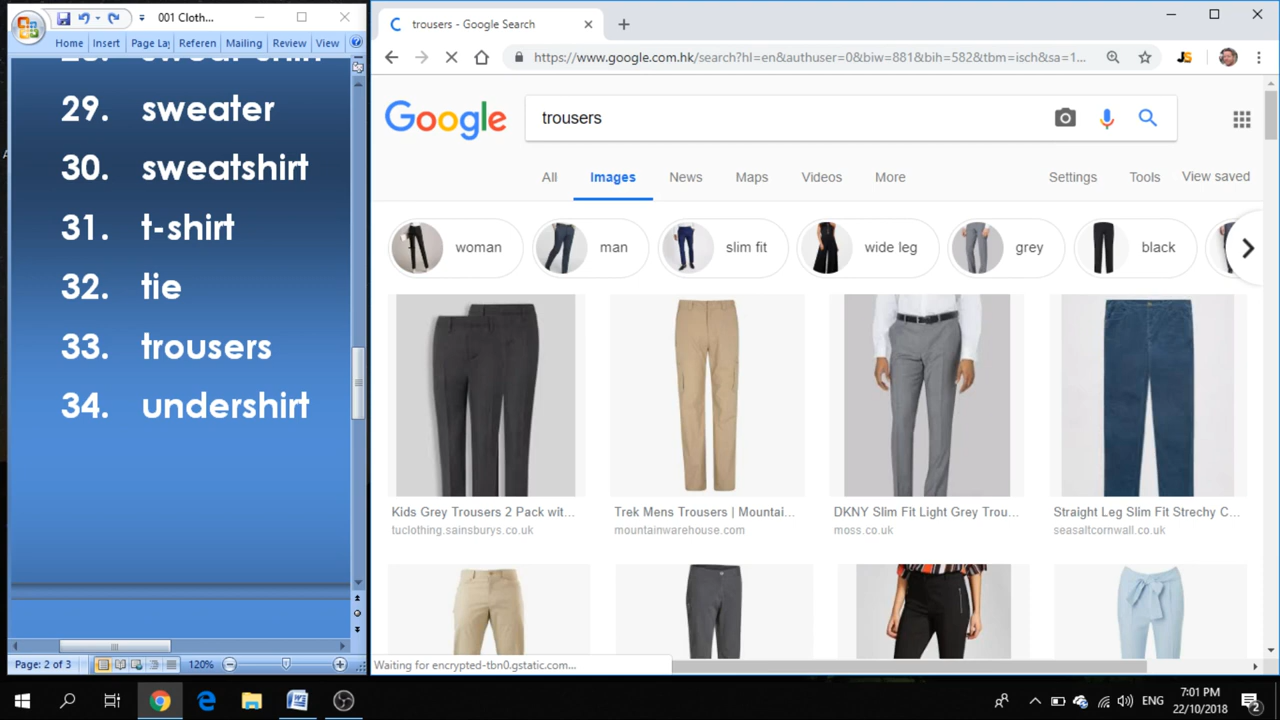 001 Cloth...
Home Insert Page La Referen Mailing Review View
29. sweater
30. sweatshirt
31. t-shirt
32. tie
33. trousers
34. undershirt
Page: 2 of 3
120%
trousers - Google Search
https://www.google.com.hk/search?hl=en&authuser=0&biw=881&bih=582&tbm=isch&sa=1...
JS
Google
trousers
All Images News Maps Videos More Settings Tools View saved
woman man slim fit wide leg grey black
Kids Grey Trousers 2 Pack wit...
tuclothing.sainsburys.co.uk
Trek Mens Trousers | Mountai...
mountainwarehouse.com
DKNY Slim Fit Light Grey Trou...
moss.co.uk
Straight Leg Slim Fit Strechy C...
seasaltcornwall.co.uk
Waiting for encrypted-tbn0.gstatic.com...
ENG
7:01 PM
22/10/2018
2